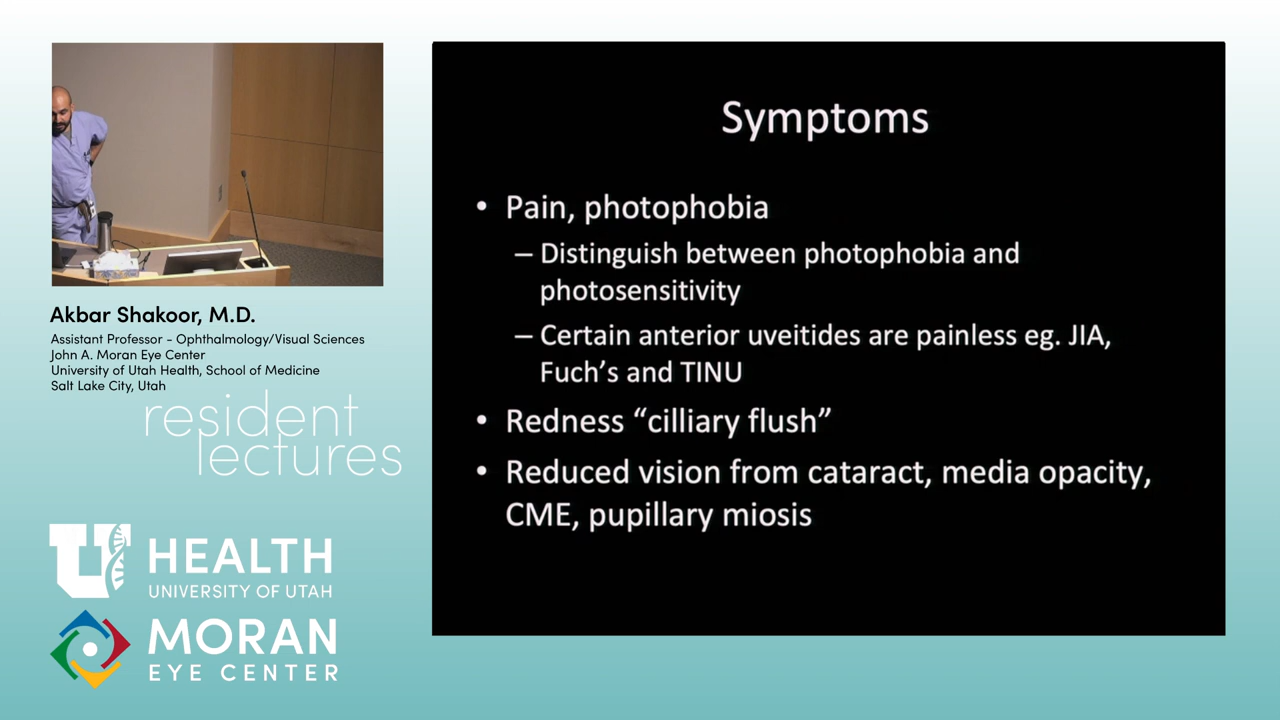 Akbar Shakoor, M.D.
Assistant Professor - Ophthalmology/Visual Sciences
John A. Moran Eye Center
University of Utah Health, School of Medicine
Salt Lake City, Utah
resident
lectures
U HEALTH
UNIVERSITY OF UTAH
MORAN
EYE CENTER
Symptoms
• Pain, photophobia
– Distinguish between photophobia and
photosensitivity
– Certain anterior uveitides are painless eg. JIA,
Fuch’s and TINU
• Redness “cilliary flush”
• Reduced vision from cataract, media opacity,
CME, pupillary miosis